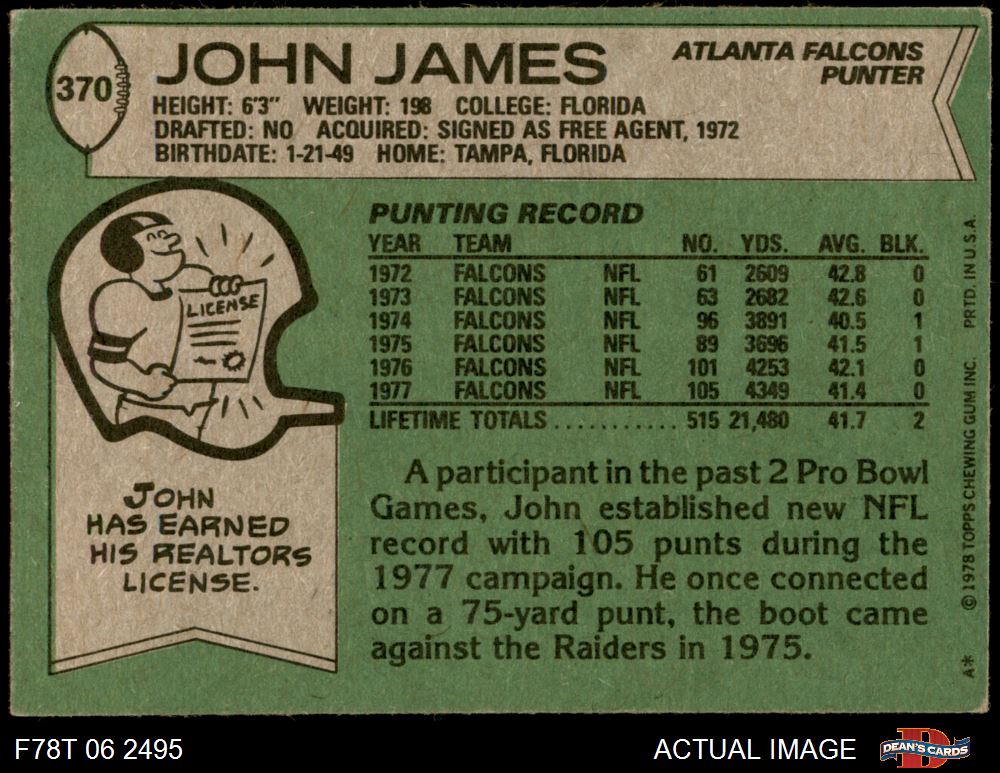 370
JOHN JAMES
ATLANTA FALCONS
PUNTER
HEIGHT: 6'3" WEIGHT: 198 COLLEGE: FLORIDA
DRAFTED: NO ACQUIRED: SIGNED AS FREE AGENT, 1972
BIRTHDATE: 1-21-49 HOME: TAMPA, FLORIDA
LICENSE
JOHN
HAS EARNED
HIS REALTORS
LICENSE.
PUNTING RECORD
YEAR TEAM NO. YDS. AVG. BLK.
1972 FALCONS NFL 61 2609 42.8 0
1973 FALCONS NFL 63 2682 42.6 0
1974 FALCONS NFL 96 3891 40.5 1
1975 FALCONS NFL 89 3696 41.5 1
1976 FALCONS NFL 101 4253 42.1 0
1977 FALCONS NFL 105 4349 41.4 0
LIFETIME TOTALS ........... 515 21,480 41.7 2
A participant in the past 2 Pro Bowl
Games, John established new NFL
record with 105 punts during the
1977 campaign. He once connected
on a 75-yard punt, the boot came
against the Raiders in 1975.
A* © 1978 TOPPS CHEWING GUM INC. PRTD. IN U.S.A.
F78T 06 2495
ACTUAL IMAGE
D
DEAN'S CARDS